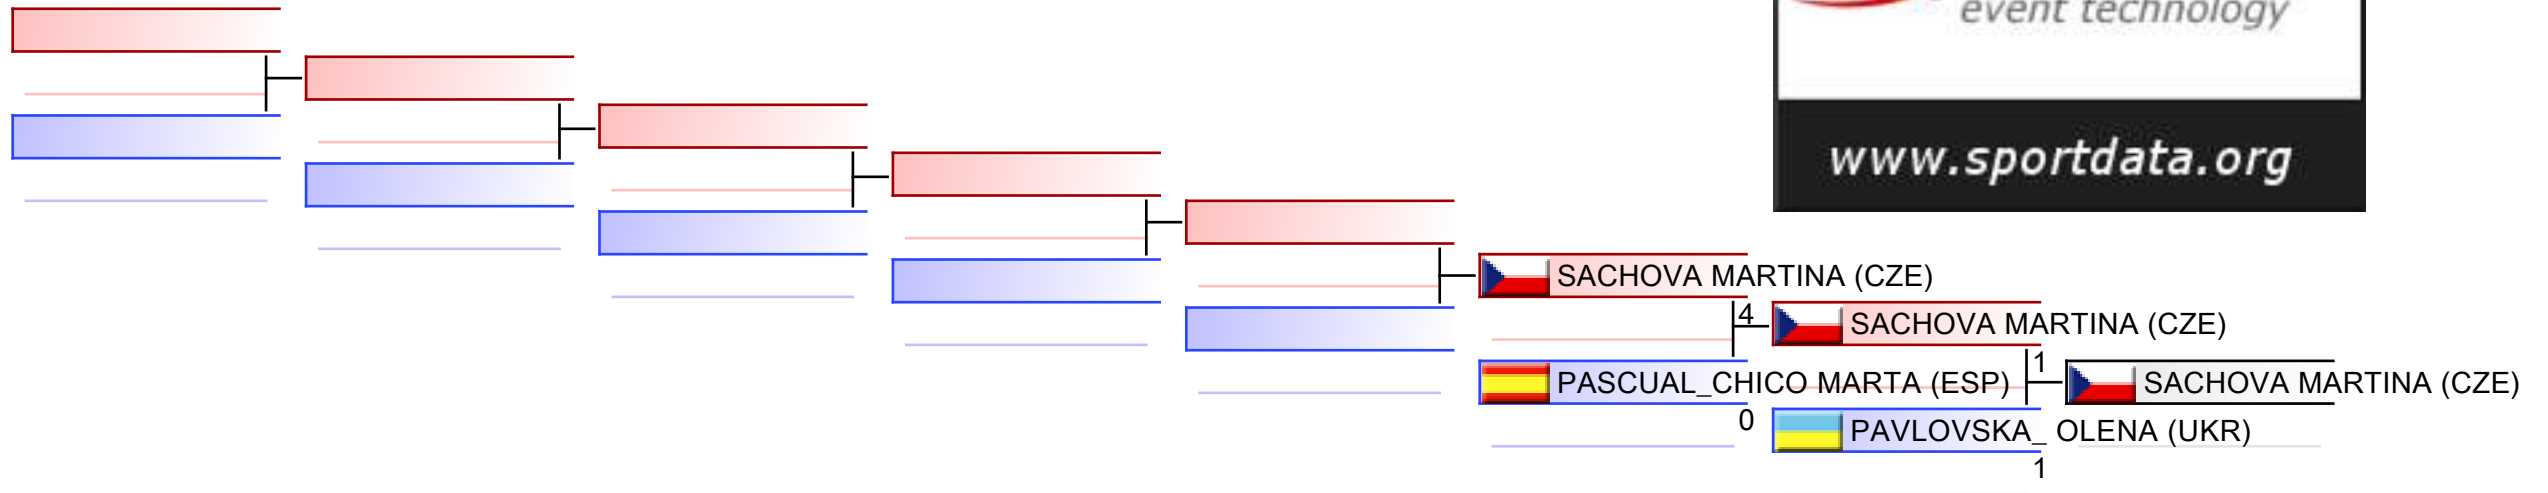 event technology
www.sportdata.org
SACHOVA MARTINA (CZE)
4
SACHOVA MARTINA (CZE)
1
PASCUAL_CHICO MARTA (ESP)
SACHOVA MARTINA (CZE)
0
PAVLOVSKA_ OLENA (UKR)
1